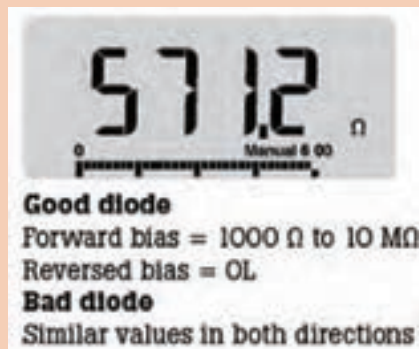 571.2 Ω
0 Manual 6 00
Good diode
Forward bias = 1000 Ω to 10 MΩ
Reversed bias = OL
Bad diode
Similar values in both directions